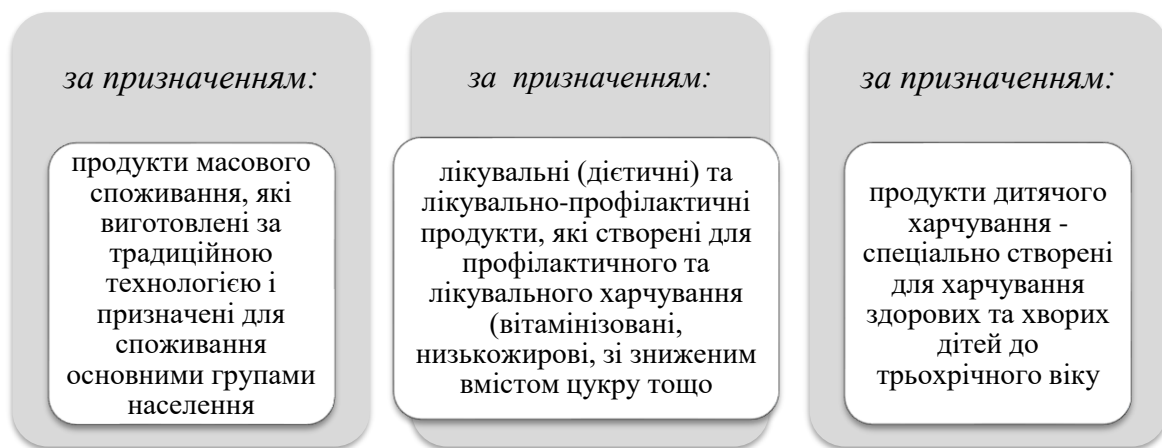 за призначенням:
продукти масового
споживання, які
виготовлені за
традиційною
технологією і
призначені для
споживання
основними групами
населення
за призначенням:
лікувальні (дієтичні) та
лікувально-профілактичні
продукти, які створені для
профілактичного та
лікувального харчування
(вітамінізовані,
низькожирові, зі зниженим
вмістом цукру тощо
за призначенням:
продукти дитячого
харчування -
спеціально створені
для харчування
здорових та хворих
дітей до
трьохрічного віку